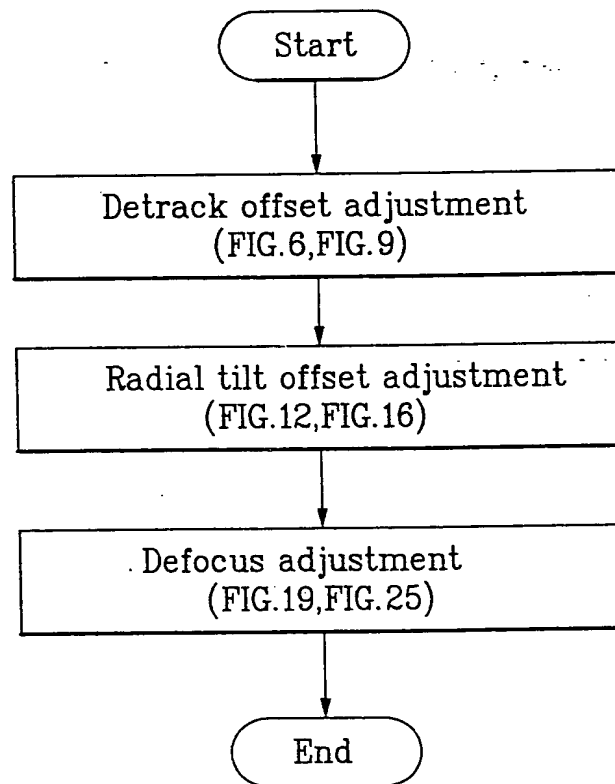 Start
Detrack offset adjustment
(FIG.6,FIG.9)
Radial tilt offset adjustment
(FIG.12,FIG.16)
Defocus adjustment
(FIG.19,FIG.25)
End